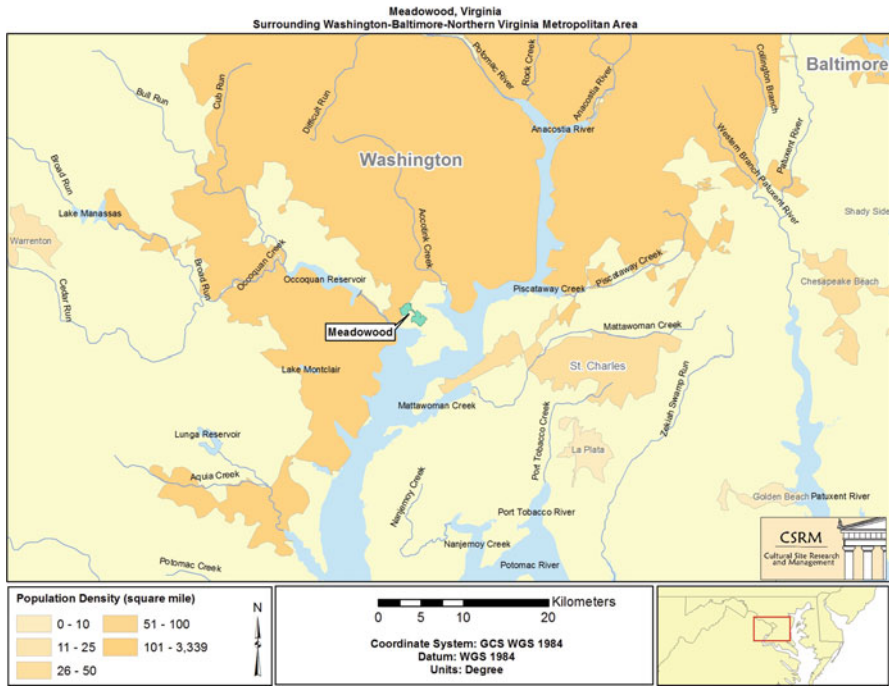 Meadowood, Virginia
Surrounding Washington-Baltimore-Northern Virginia Metropolitan Area
Potomac River
Rock Creek
Anacostia River
Collington Branch
Baltimore
Bull Run
Cub Run
Difficult Run
Anacostia River
Western Branch Patuxent River
Patuxent River
Washington
Broad Run
Accotink Creek
Lake Manassas
Shady Side
Warrenton
Broad Run
Occoquan Creek
Occoquan Reservoir
Piscataway Creek
Piscataway Creek
Chesapeake Beach
Cedar Run
Meadowood
Mattawoman Creek
Lake Montclair
St. Charles
Zekiah Swamp Run
Mattawoman Creek
Lunga Reservoir
Port Tobacco Creek
La Plata
Aquia Creek
Nanjemoy Creek
Golden Beach
Patuxent River
Port Tobacco River
Nanjemoy Creek
Potomac River
Potomac Creek
CSRM
Cultural Site Research
and Management
Population Density (square mile)
0 - 10
11 - 25
26 - 50
51 - 100
101 - 3,339
N
Kilometers
0 5 10 20
Coordinate System: GCS WGS 1984
Datum: WGS 1984
Units: Degree